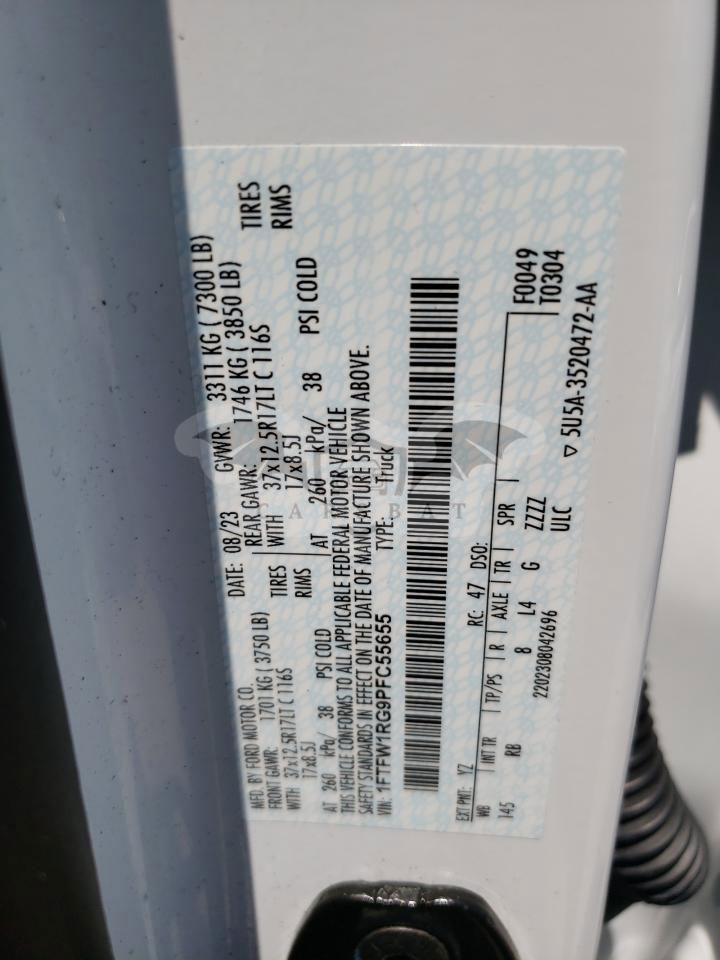 MFD. BY FORD MOTOR CO. DATE: 08/23 GVWR: 3311 KG ( 7300 LB)
FRONT GAWR: 1701 KG ( 3750 LB) REAR GAWR: 1746 KG ( 3850 LB)
WITH 37x12.5R17LT C 116S TIRES WITH 37x12.5R17LT C 116S TIRES
17x8.5J RIMS 17x8.5J RIMS
AT 260 kPa/ 38 PSI COLD AT 260 kPa/ 38 PSI COLD
THIS VEHICLE CONFORMS TO ALL APPLICABLE FEDERAL MOTOR VEHICLE
SAFETY STANDARDS IN EFFECT ON THE DATE OF MANUFACTURE SHOWN ABOVE.
VIN: 1FTFW1RG9PFC55655 TYPE: Truck
EXT PNT: YZ RC: 47 DSO: F0049
WB INT TR TP/PS R AXLE TR SPR T0304
145 RB 8 L4 G ZZZZ
2202308042696 ULC 5U5A-3520472-AA
CAR BAT